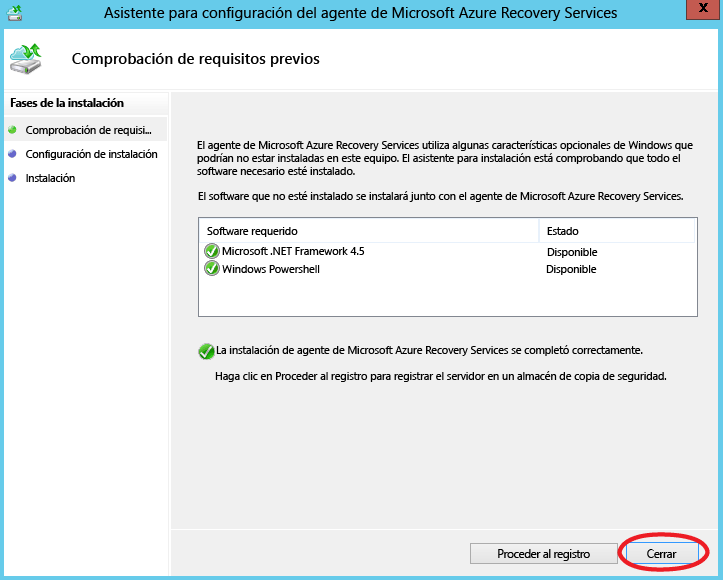 Asistente para configuración del agente de Microsoft Azure Recovery Services
X
Comprobación de requisitos previos
Fases de la instalación
Comprobación de requisi...
Configuración de instalación
Instalación
El agente de Microsoft Azure Recovery Services utiliza algunas características opcionales de Windows que
podrían no estar instaladas en este equipo. El asistente para instalación está comprobando que todo el
software necesario esté instalado.
El software que no esté instalado se instalará junto con el agente de Microsoft Azure Recovery Services.
Software requerido Estado
Microsoft .NET Framework 4.5 Disponible
Windows Powershell Disponible
La instalación de agente de Microsoft Azure Recovery Services se completó correctamente.
Haga clic en Proceder al registro para registrar el servidor en un almacén de copia de seguridad.
Proceder al registro Cerrar